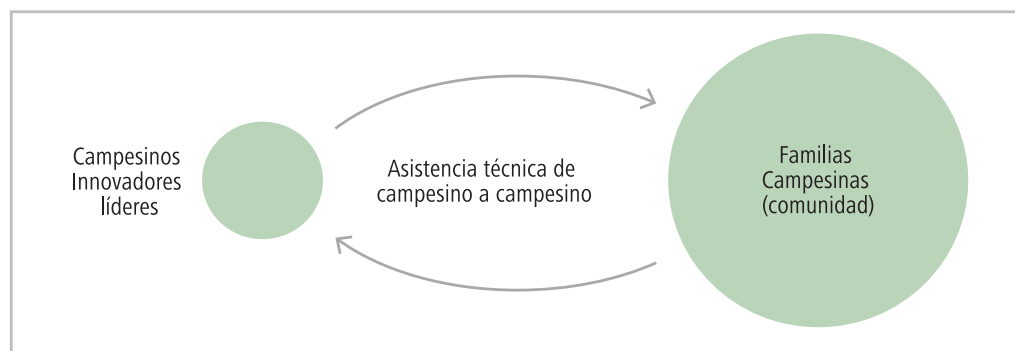 Campesinos
Innovadores
líderes
Asistencia técnica de
campesino a campesino
Familias
Campesinas
(comunidad)